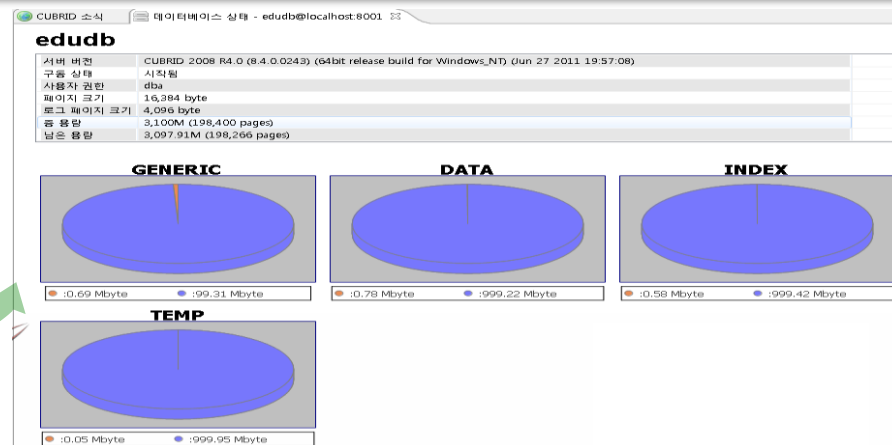 CUBRID 소식
데이터베이스 상태 - edudb@localhost:8001
edudb
서버 버전 CUBRID 2008 R4.0 (8.4.0.0243) (64bit release build for Windows_NT) (Jun 27 2011 19:57:08)
구동 상태 시작됨
사용자 권한 dba
페이지 크기 16,384 byte
로그 페이지 크기 4,096 byte
총 용량 3,100M (198,400 pages)
남은 용량 3,097.91M (198,266 pages)
GENERIC DATA INDEX
:0.69 Mbyte :99.31 Mbyte :0.78 Mbyte :999.22 Mbyte :0.58 Mbyte :999.42 Mbyte
TEMP
:0.05 Mbyte :999.95 Mbyte